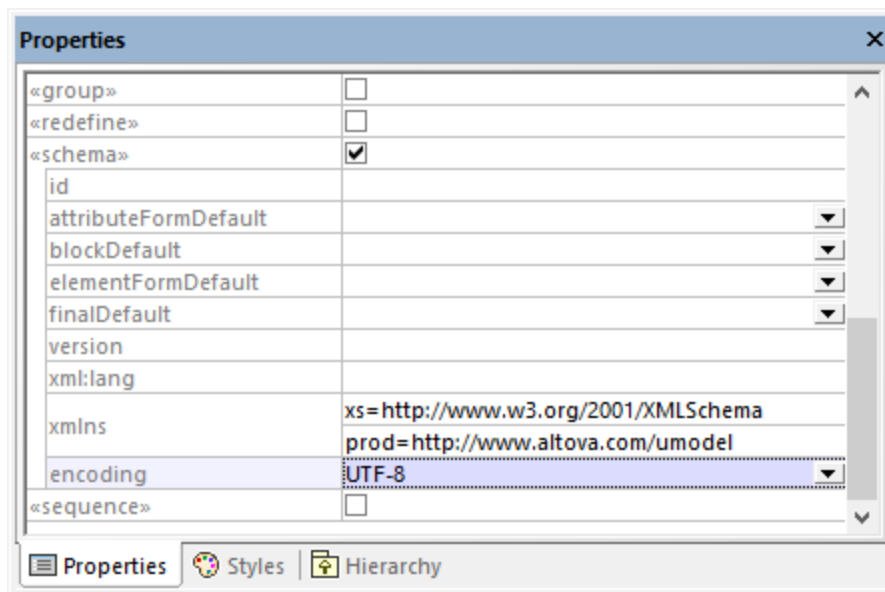 Properties
«group»
«redefine»
«schema»
id
attributeFormDefault
blockDefault
elementFormDefault
finalDefault
version
xml:lang
xmlns
xs=http://www.w3.org/2001/XMLSchema
prod=http://www.altova.com/umodel
encoding UTF-8
«sequence»
Properties Styles Hierarchy